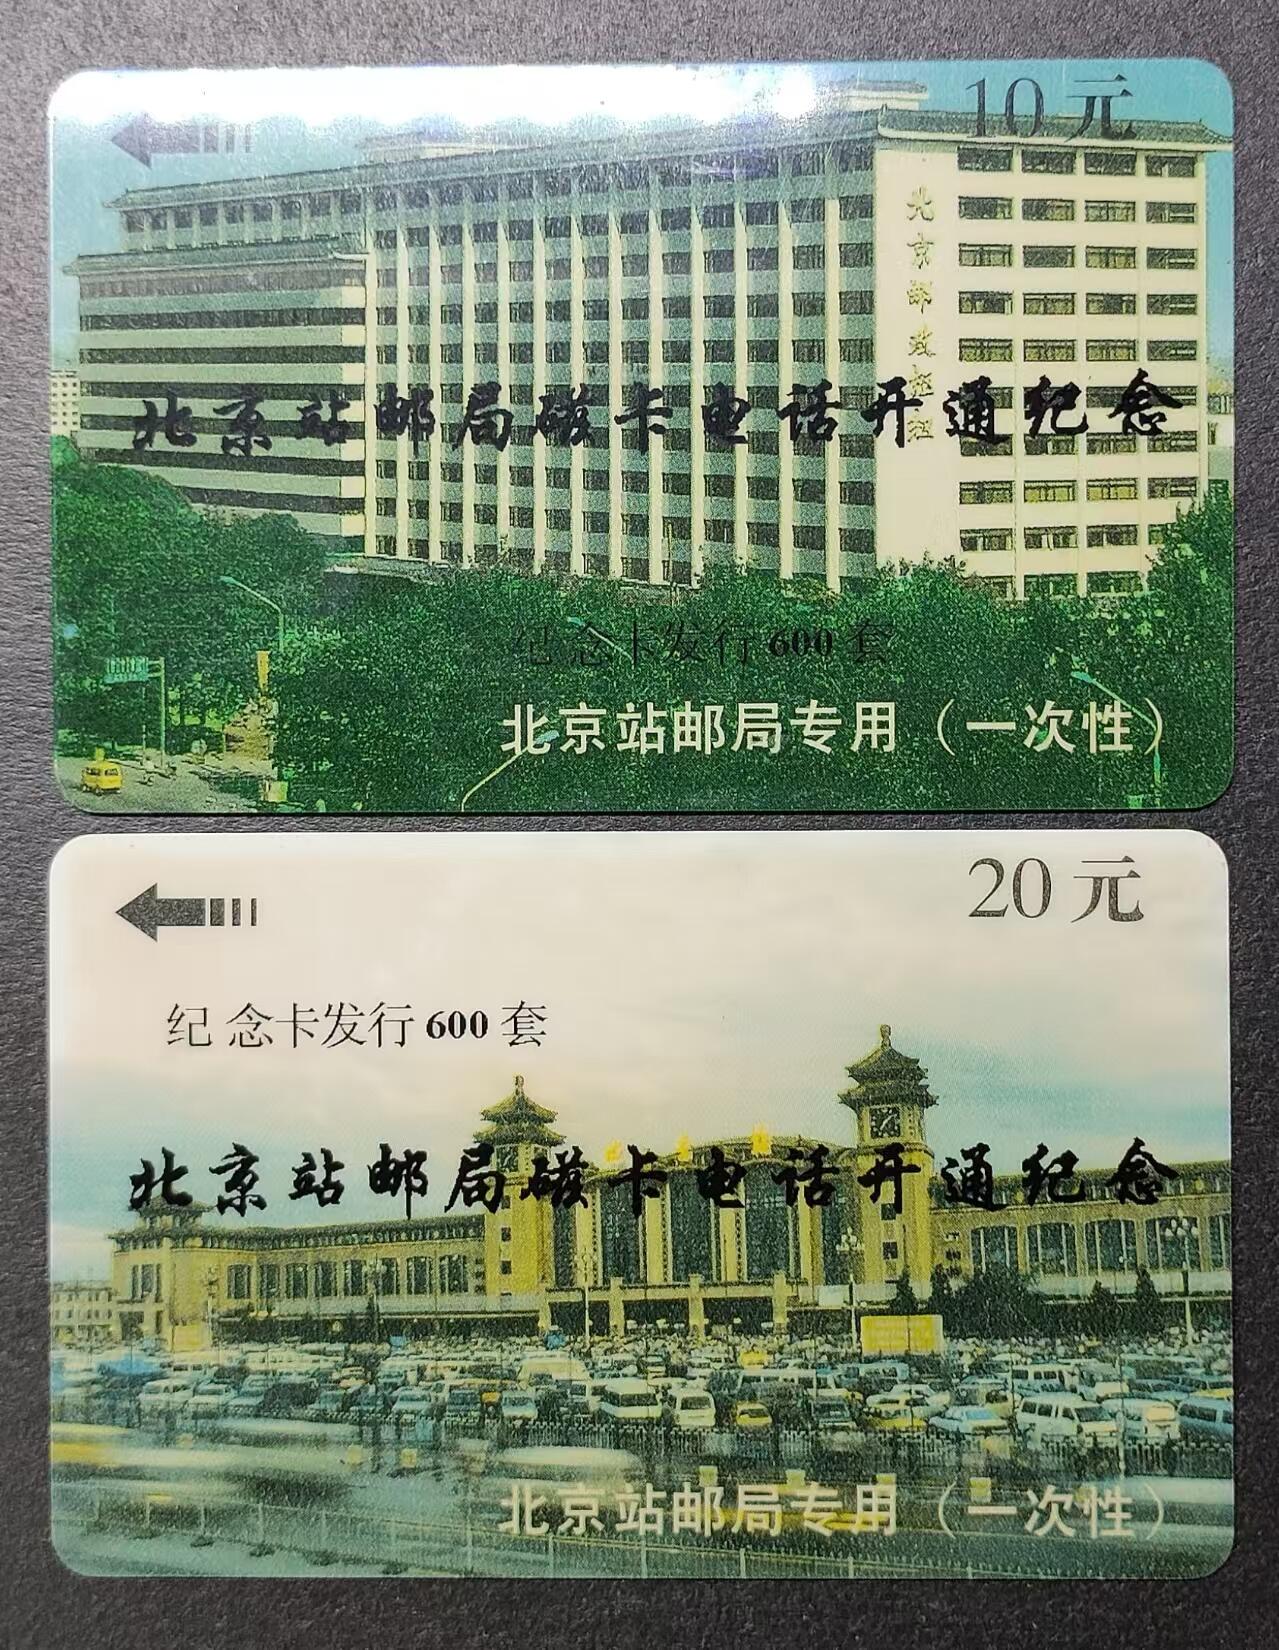 10元
北京邮政枢纽
北京站邮局磁卡电话开通纪念
纪念卡发行600套
北京站邮局专用（一次性）
20元
纪念卡发行600套
北京站
北京站邮局磁卡电话开通纪念
北京站邮局专用（一次性）